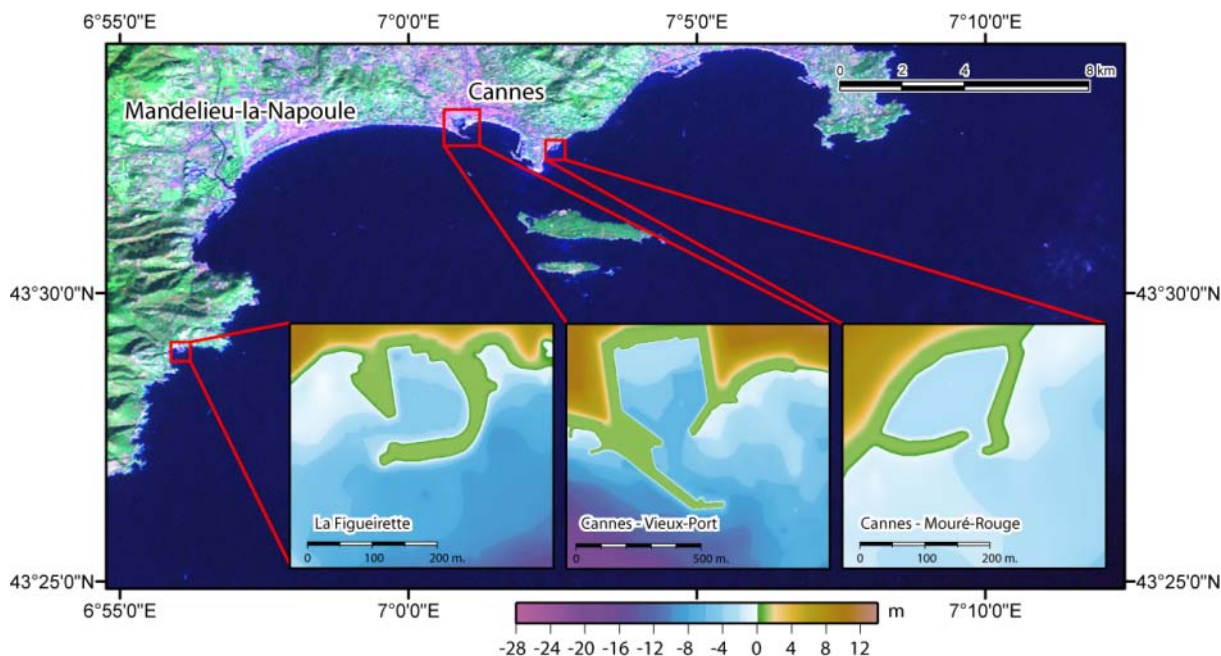 6°55'0"E 7°0'0"E 7°5'0"E 7°10'0"E
0 2 4 8 km
Cannes
Mandelieu-la-Napoule
43°30'0"N 43°30'0"N
La Figueirette
0 100 200 m.
Cannes - Vieux-Port
0 500 m.
Cannes - Mouré-Rouge
0 100 200 m.
43°25'0"N 43°25'0"N
6°55'0"E 7°0'0"E 7°5'0"E 7°10'0"E
m
-28 -24 -20 -16 -12 -8 -4 0 4 8 12